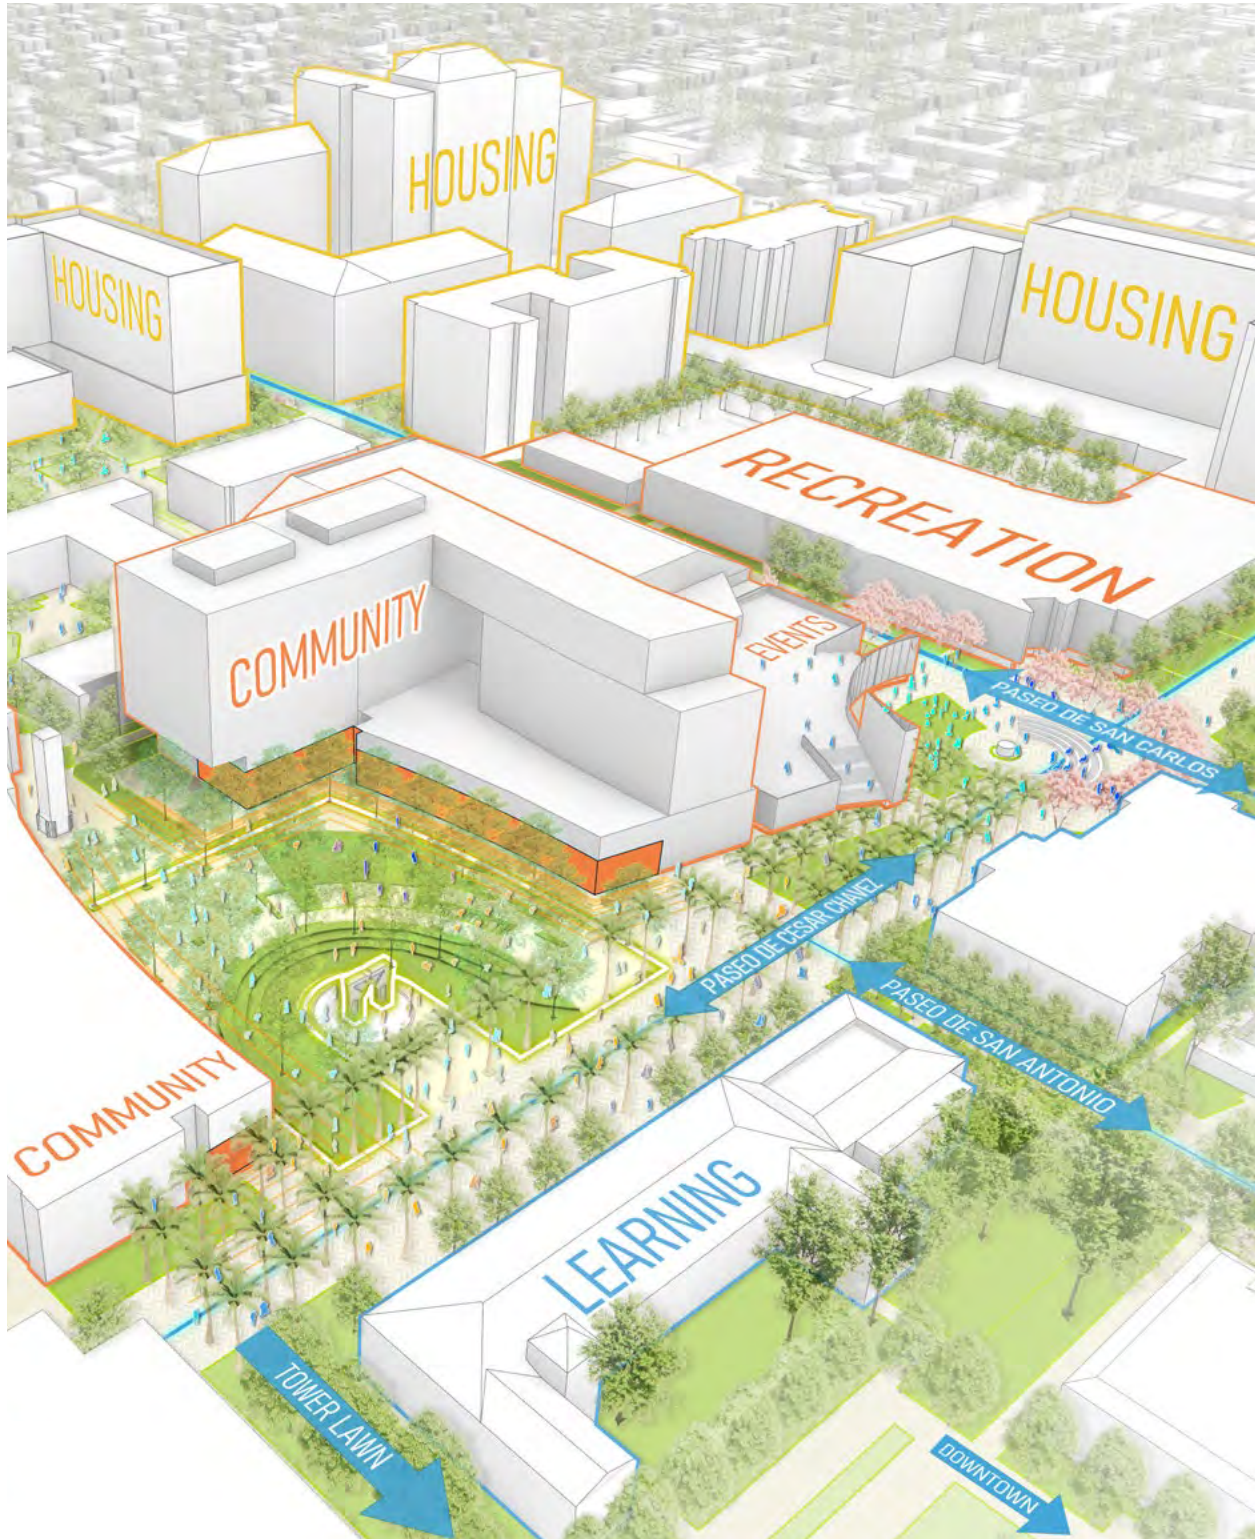 HOUSING
HOUSING
HOUSING
RECREATION
COMMUNITY
EVENTS
PASEO DE SAN CARLOS
PASEO DE CESAR CHAVEZ
PASEO DE SAN ANTONIO
COMMUNITY
LEARNING
TOWER LAWN
DOWNTOWN